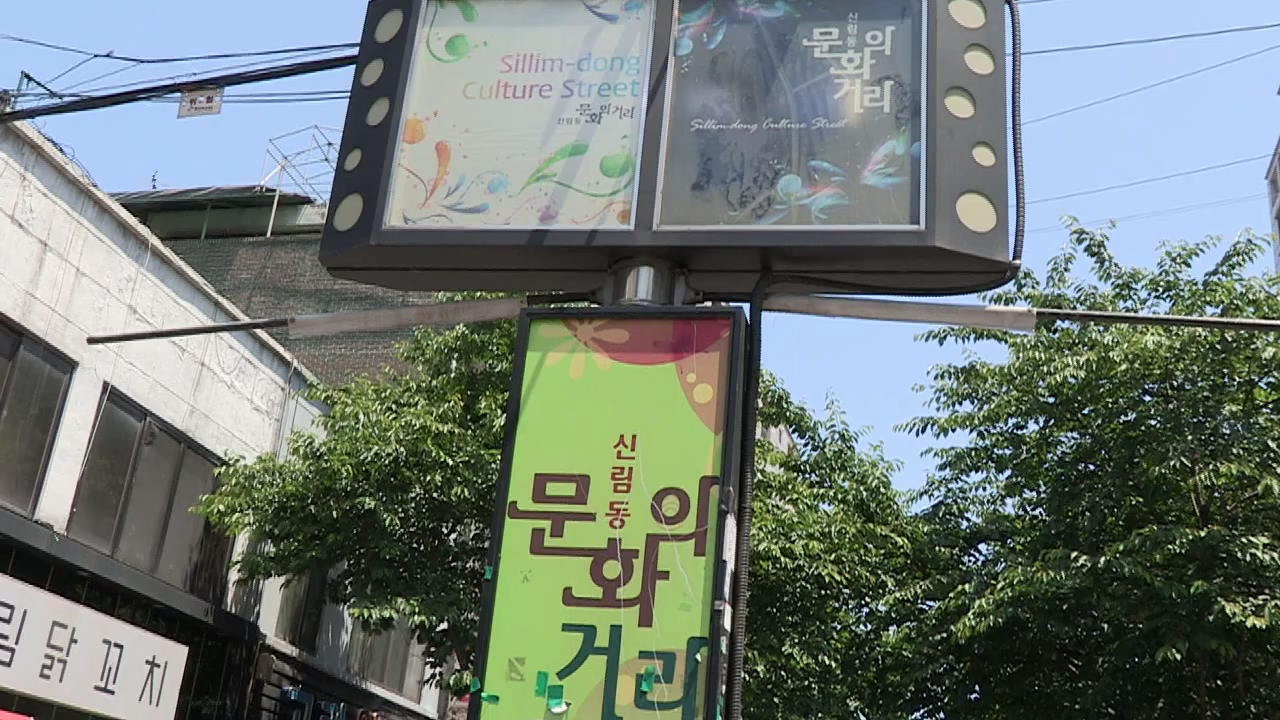 Sillim-dong
Culture Street
신림동 문화의거리
신림동
문화의
거리
Sillim-dong Culture Street
신림동
문화의
거리
림닭꼬치